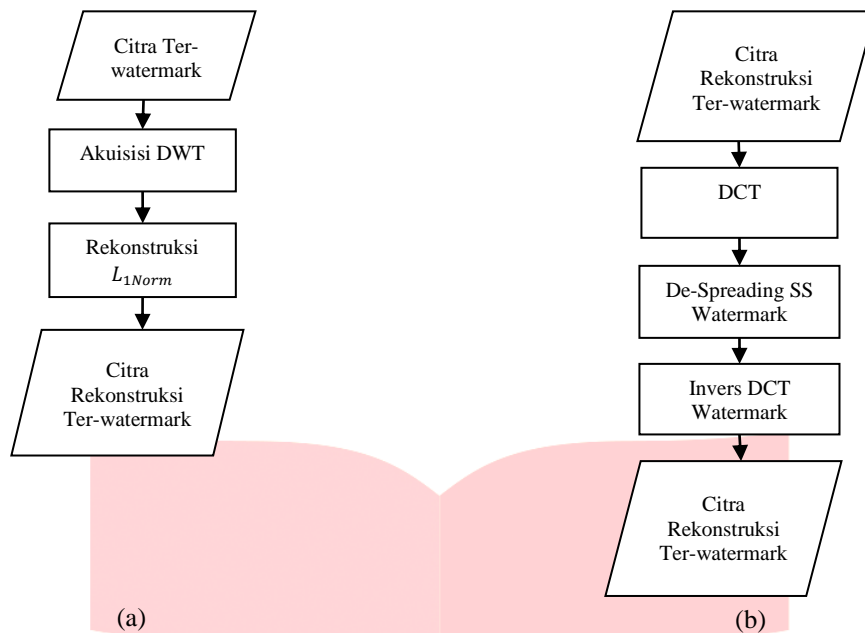 Citra Ter-
watermark
Akuisisi DWT
Rekonstruksi
L1Norm
Citra
Rekonstruksi
Ter-watermark
(a)
Citra
Rekonstruksi
Ter-watermark
DCT
De-Spreading SS
Watermark
Invers DCT
Watermark
Citra
Rekonstruksi
Ter-watermark
(b)